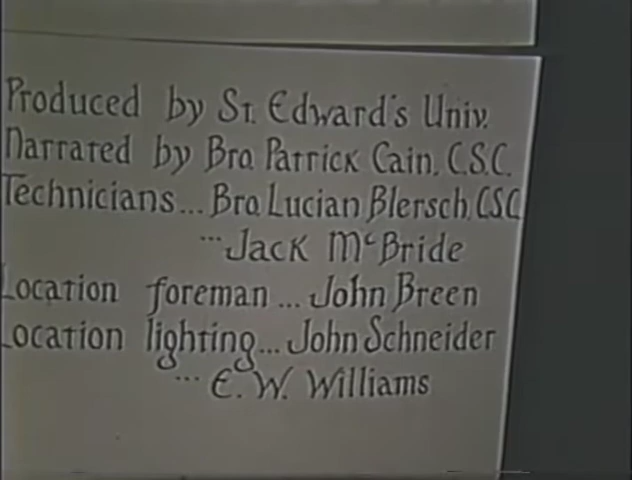 Produced by St. Edward's Univ.
Narrated by Bro. Patrick Cain, C.S.C.
Technicians... Bro. Lucian Blersch, CSC
...Jack McBride
Location foreman ... John Breen
Location lighting... John Schneider
... E. W. Williams